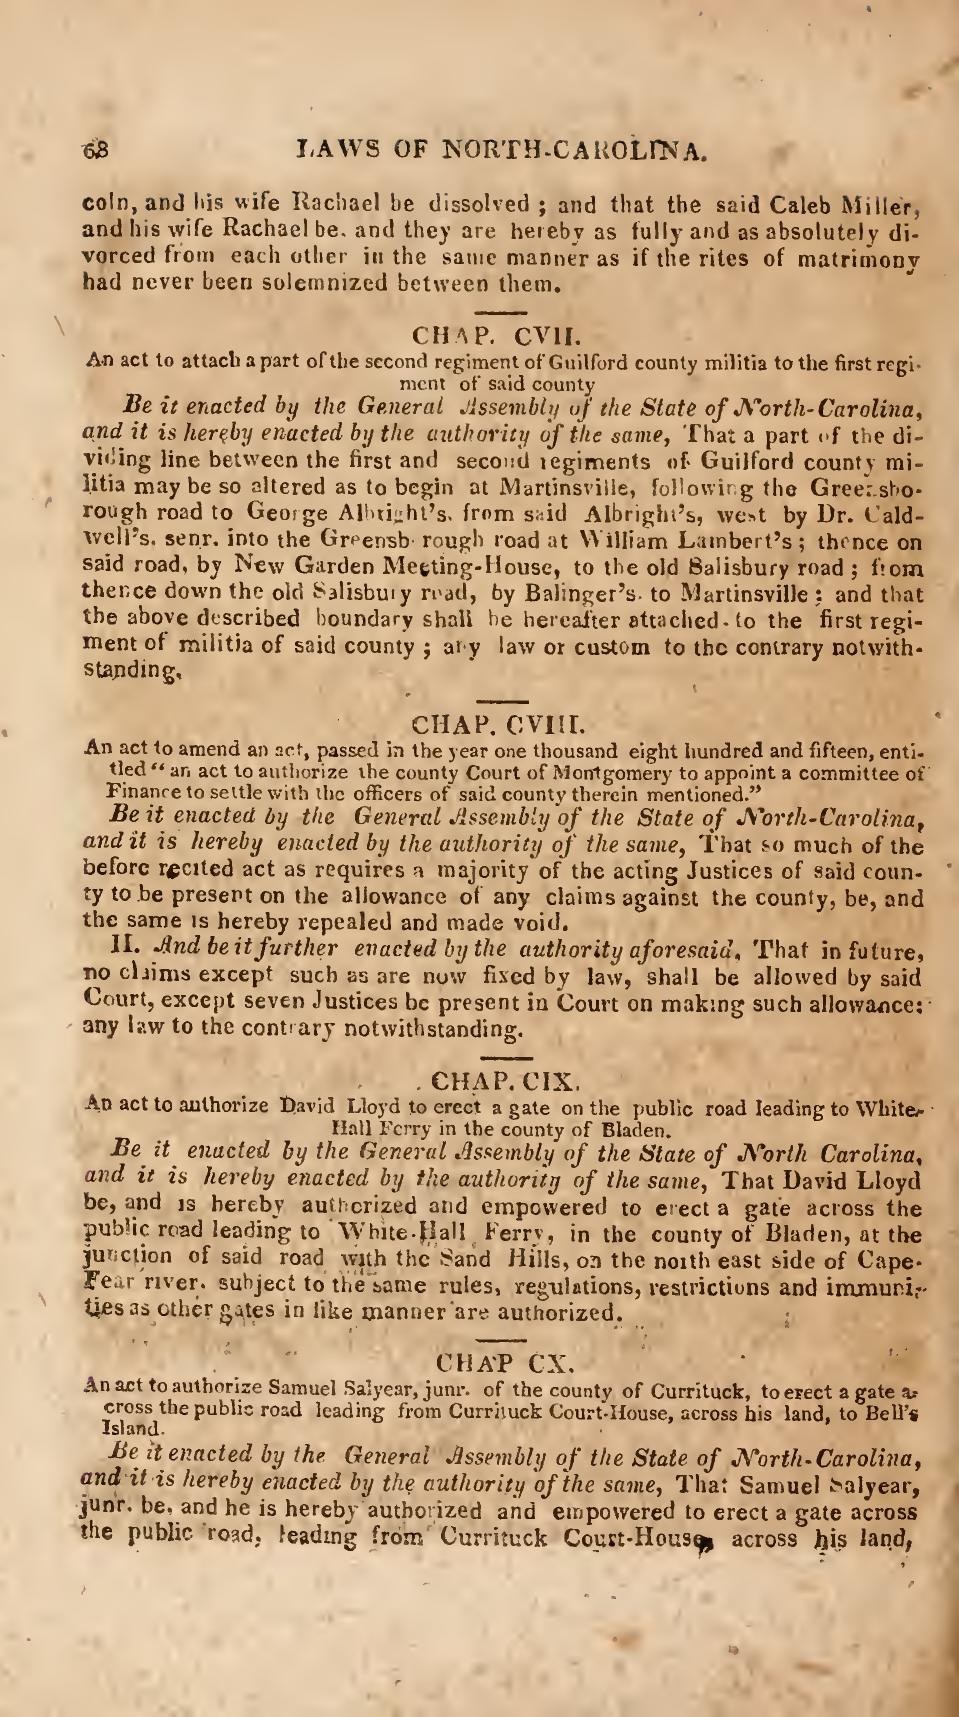 68 LAWS OF NORTH-CAROLINA.
coln, and his wife Rachael be dissolved ; and that the said Caleb Miller,
and his wife Rachael be. and they are hereby as fully and as absolutely di-
vorced from each other in the same manner as if the rites of matrimony
had never been solemnized between them.
CHAP. CVII.
An act to attach a part of the second regiment of Guilford county militia to the first regi-
ment of said county
Be it enacted by the General Assembly of the State of North-Carolina,
and it is hereby enacted by the authority of the same, That a part of the di-
viding line between the first and second regiments of Guilford county mi-
litia may be so altered as to begin at Martinsville, following the Greensbo-
rough road to George Albright's. from said Albright's, west by Dr. Cald-
well's. senr. into the Greensb rough road at William Lambert's ; thence on
said road, by New Garden Meeting-House, to the old Salisbury road ; from
thence down the old Salisbury road, by Balinger's. to Martinsville ; and that
the above described boundary shall be hereafter attached to the first regi-
ment of militia of said county ; any law or custom to the contrary notwith-
standing.
CHAP. CVIII.
An act to amend an act, passed in the year one thousand eight hundred and fifteen, enti-
tled " an act to authorize the county Court of Montgomery to appoint a committee of
Finance to settle with the officers of said county therein mentioned."
Be it enacted by the General Assembly of the State of North-Carolina,
and it is hereby enacted by the authority of the same, That so much of the
before recited act as requires a majority of the acting Justices of said coun-
ty to be present on the allowance of any claims against the county, be, and
the same is hereby repealed and made void.
II. And be it further enacted by the authority aforesaid, That in future,
no claims except such as are now fixed by law, shall be allowed by said
Court, except seven Justices be present in Court on making such allowance:
any law to the contrary notwithstanding.
CHAP. CIX.
An act to authorize David Lloyd to erect a gate on the public road leading to White-
Hall Ferry in the county of Bladen.
Be it enacted by the General Assembly of the State of North Carolina,
and it is hereby enacted by the authority of the same, That David Lloyd
be, and is hereby authorized and empowered to erect a gate across the
public road leading to White-Hall Ferry, in the county of Bladen, at the
junction of said road with the Sand Hills, on the north east side of Cape-
Fear river. subject to the same rules, regulations, restrictions and immuni-
ties as other gates in like manner are authorized.
CHAP CX.
An act to authorize Samuel Salyear, junr. of the county of Currituck, to erect a gate a-
cross the public road leading from Currituck Court-House, across his land, to Bell's
Island.
Be it enacted by the General Assembly of the State of North-Carolina,
and it is hereby enacted by the authority of the same, That Samuel Salyear,
junr. be, and he is hereby authorized and empowered to erect a gate across
the public road, leading from Currituck Court-House, across his land,